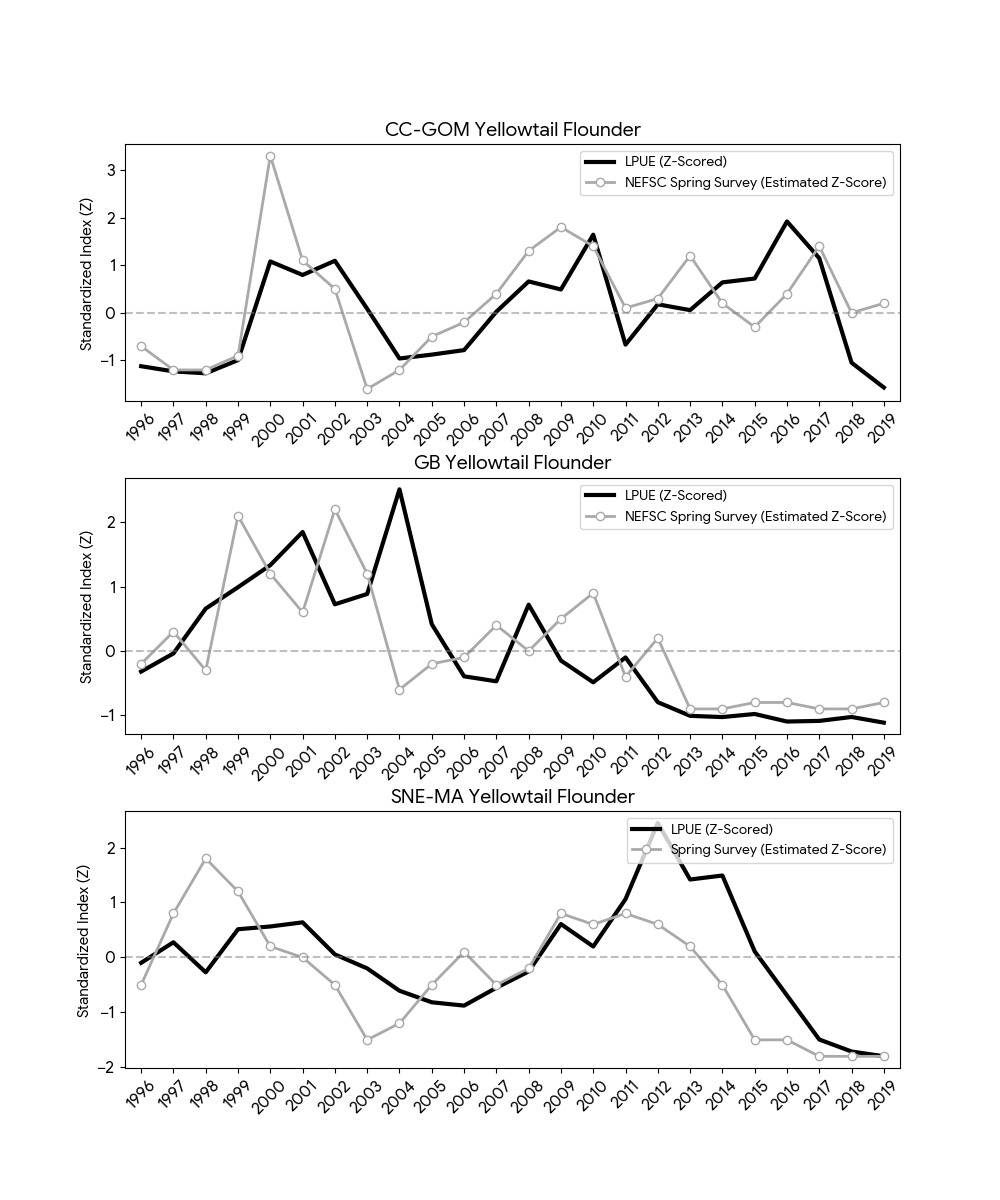 CC-GOM Yellowtail Flounder
Standardized Index (Z)
3
2
1
0
−1
LPUE (Z-Scored)
NEFSC Spring Survey (Estimated Z-Score)
1996 1997 1998 1999 2000 2001 2002 2003 2004 2005 2006 2007 2008 2009 2010 2011 2012 2013 2014 2015 2016 2017 2018 2019
GB Yellowtail Flounder
Standardized Index (Z)
2
1
0
−1
LPUE (Z-Scored)
NEFSC Spring Survey (Estimated Z-Score)
1996 1997 1998 1999 2000 2001 2002 2003 2004 2005 2006 2007 2008 2009 2010 2011 2012 2013 2014 2015 2016 2017 2018 2019
SNE-MA Yellowtail Flounder
Standardized Index (Z)
2
1
0
−1
−2
LPUE (Z-Scored)
Spring Survey (Estimated Z-Score)
1996 1997 1998 1999 2000 2001 2002 2003 2004 2005 2006 2007 2008 2009 2010 2011 2012 2013 2014 2015 2016 2017 2018 2019